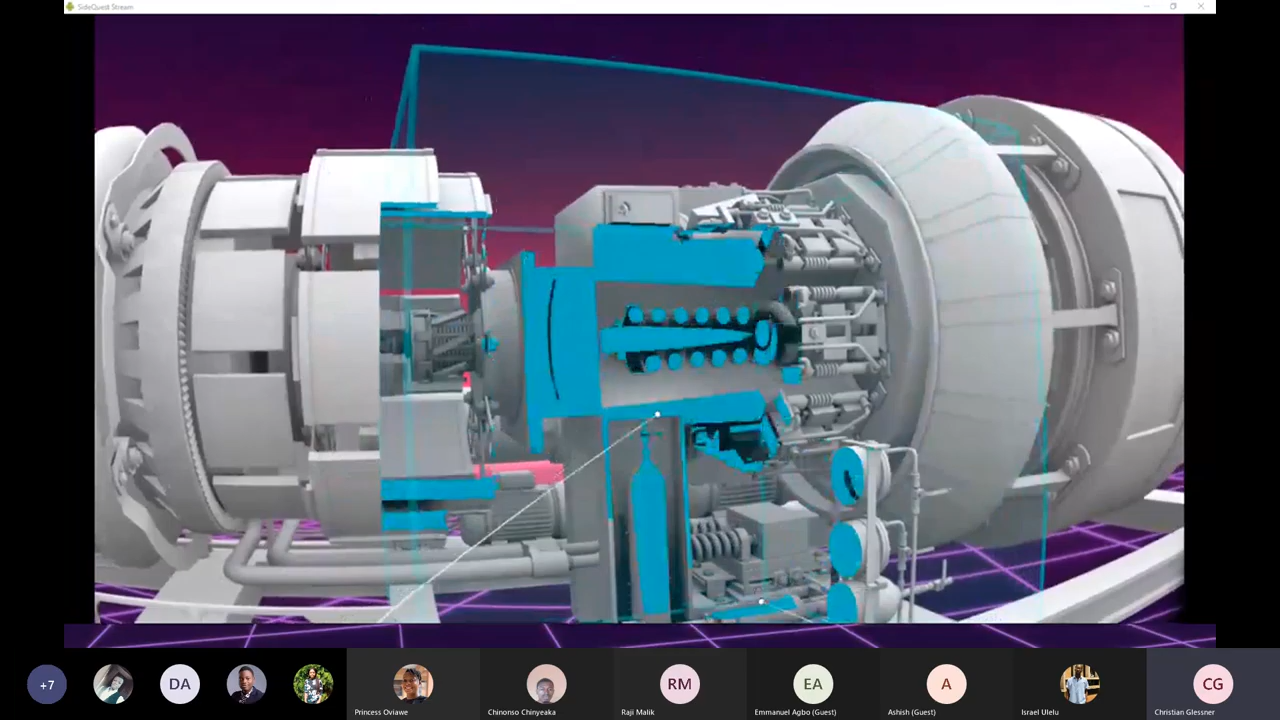 SideQuest Stream
+7
DA
RM
EA
A
CG
Princess Oviawe
Chinonso Chinyeaka
Raji Malik
Emmanuel Agbo (Guest)
Ashish (Guest)
Israel Ulelu
Christian Glessner